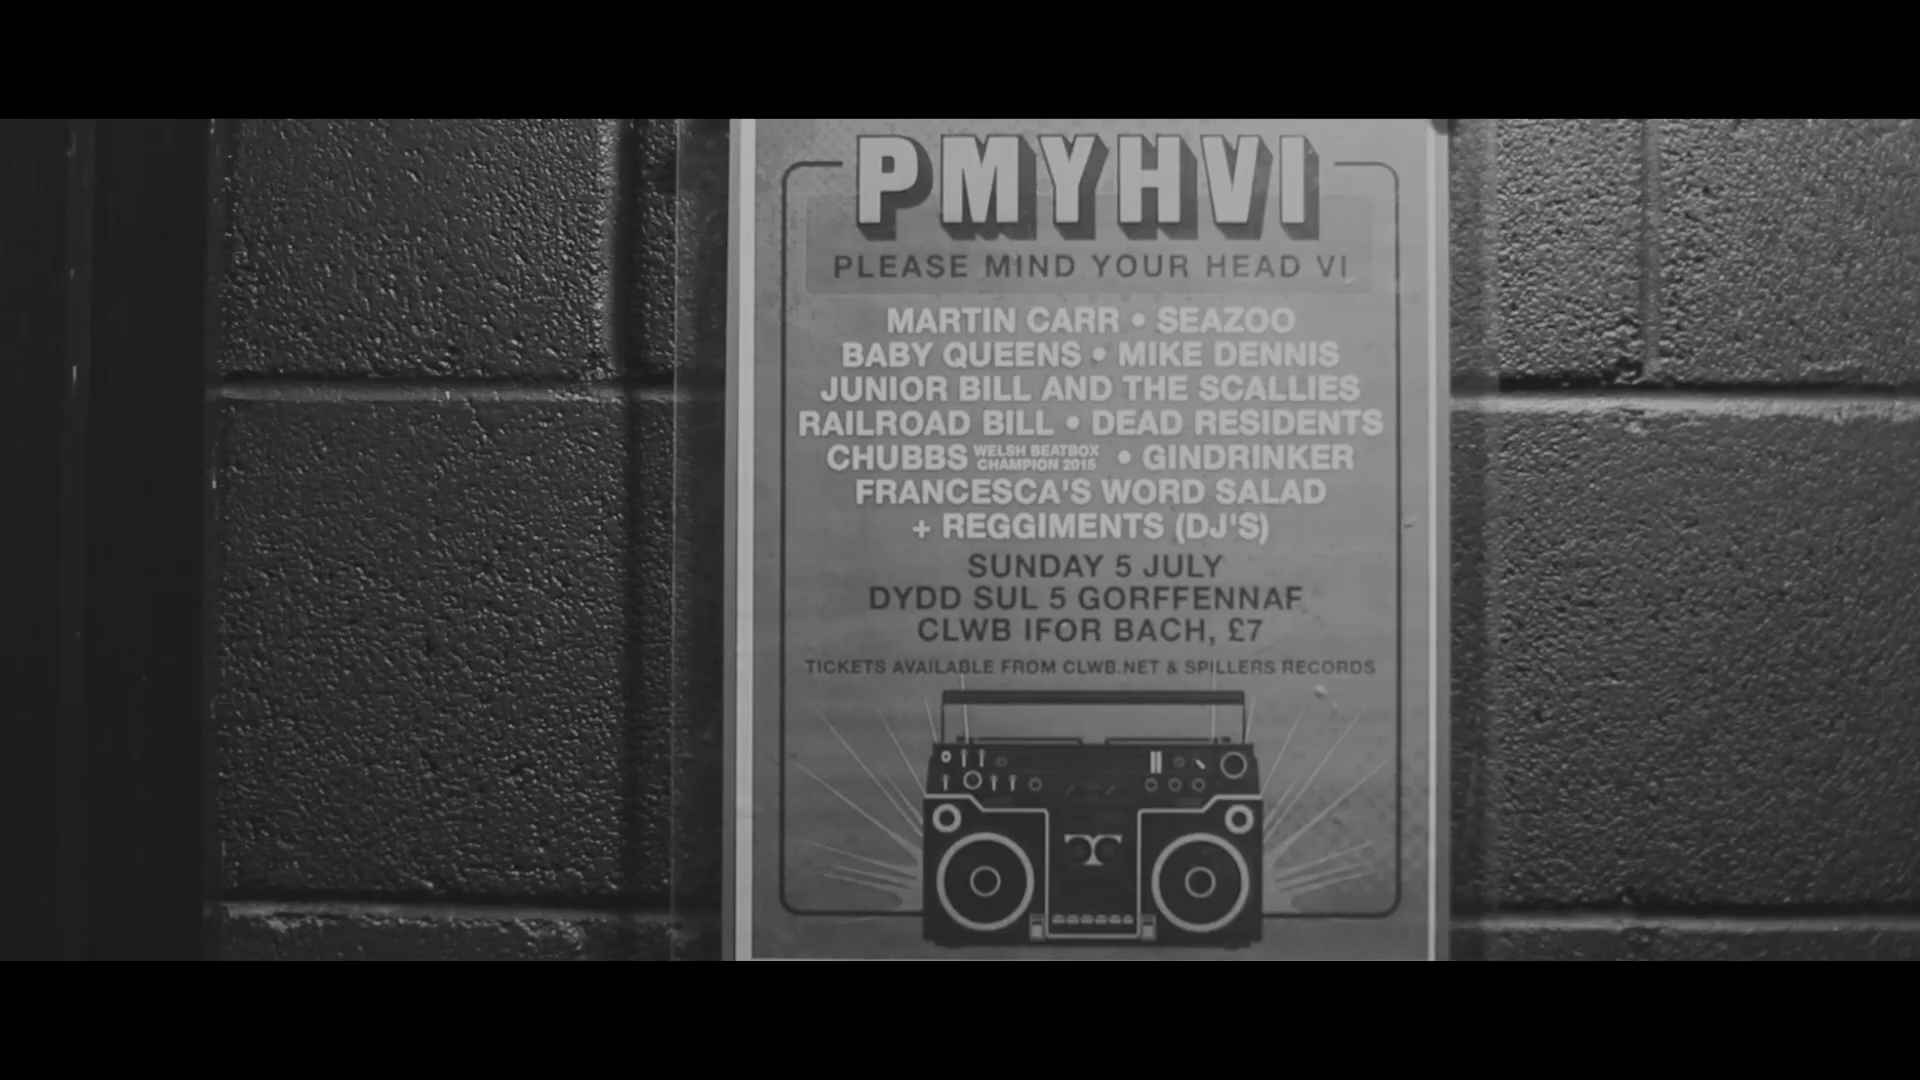 PMYHVI
PLEASE MIND YOUR HEAD VI
MARTIN CARR • SEAZOO
BABY QUEENS • MIKE DENNIS
JUNIOR BILL AND THE SCALLIES
RAILROAD BILL • DEAD RESIDENTS
CHUBBS WELSH BEATBOX CHAMPION 2015 • GINDRINKER
FRANCESCA'S WORD SALAD
+ REGGIMENTS (DJ'S)
SUNDAY 5 JULY
DYDD SUL 5 GORFFENNAF
CLWB IFOR BACH, £7
TICKETS AVAILABLE FROM CLWB.NET & SPILLERS RECORDS